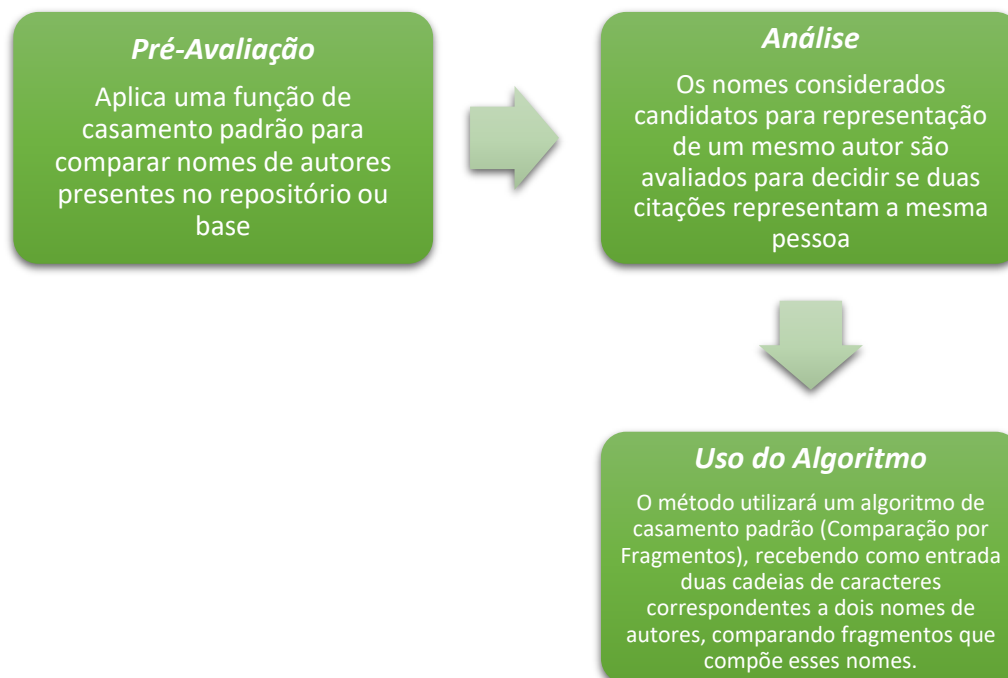 Pré-Avaliação
Aplica uma função de
casamento padrão para
comparar nomes de autores
presentes no repositório ou
base
Análise
Os nomes considerados
candidatos para representação
de um mesmo autor são
avaliados para decidir se duas
citações representam a mesma
pessoa
Uso do Algoritmo
O método utilizará um algoritmo de
casamento padrão (Comparação por
Fragmentos), recebendo como entrada
duas cadeias de caracteres
correspondentes a dois nomes de
autores, comparando fragmentos que
compõe esses nomes.